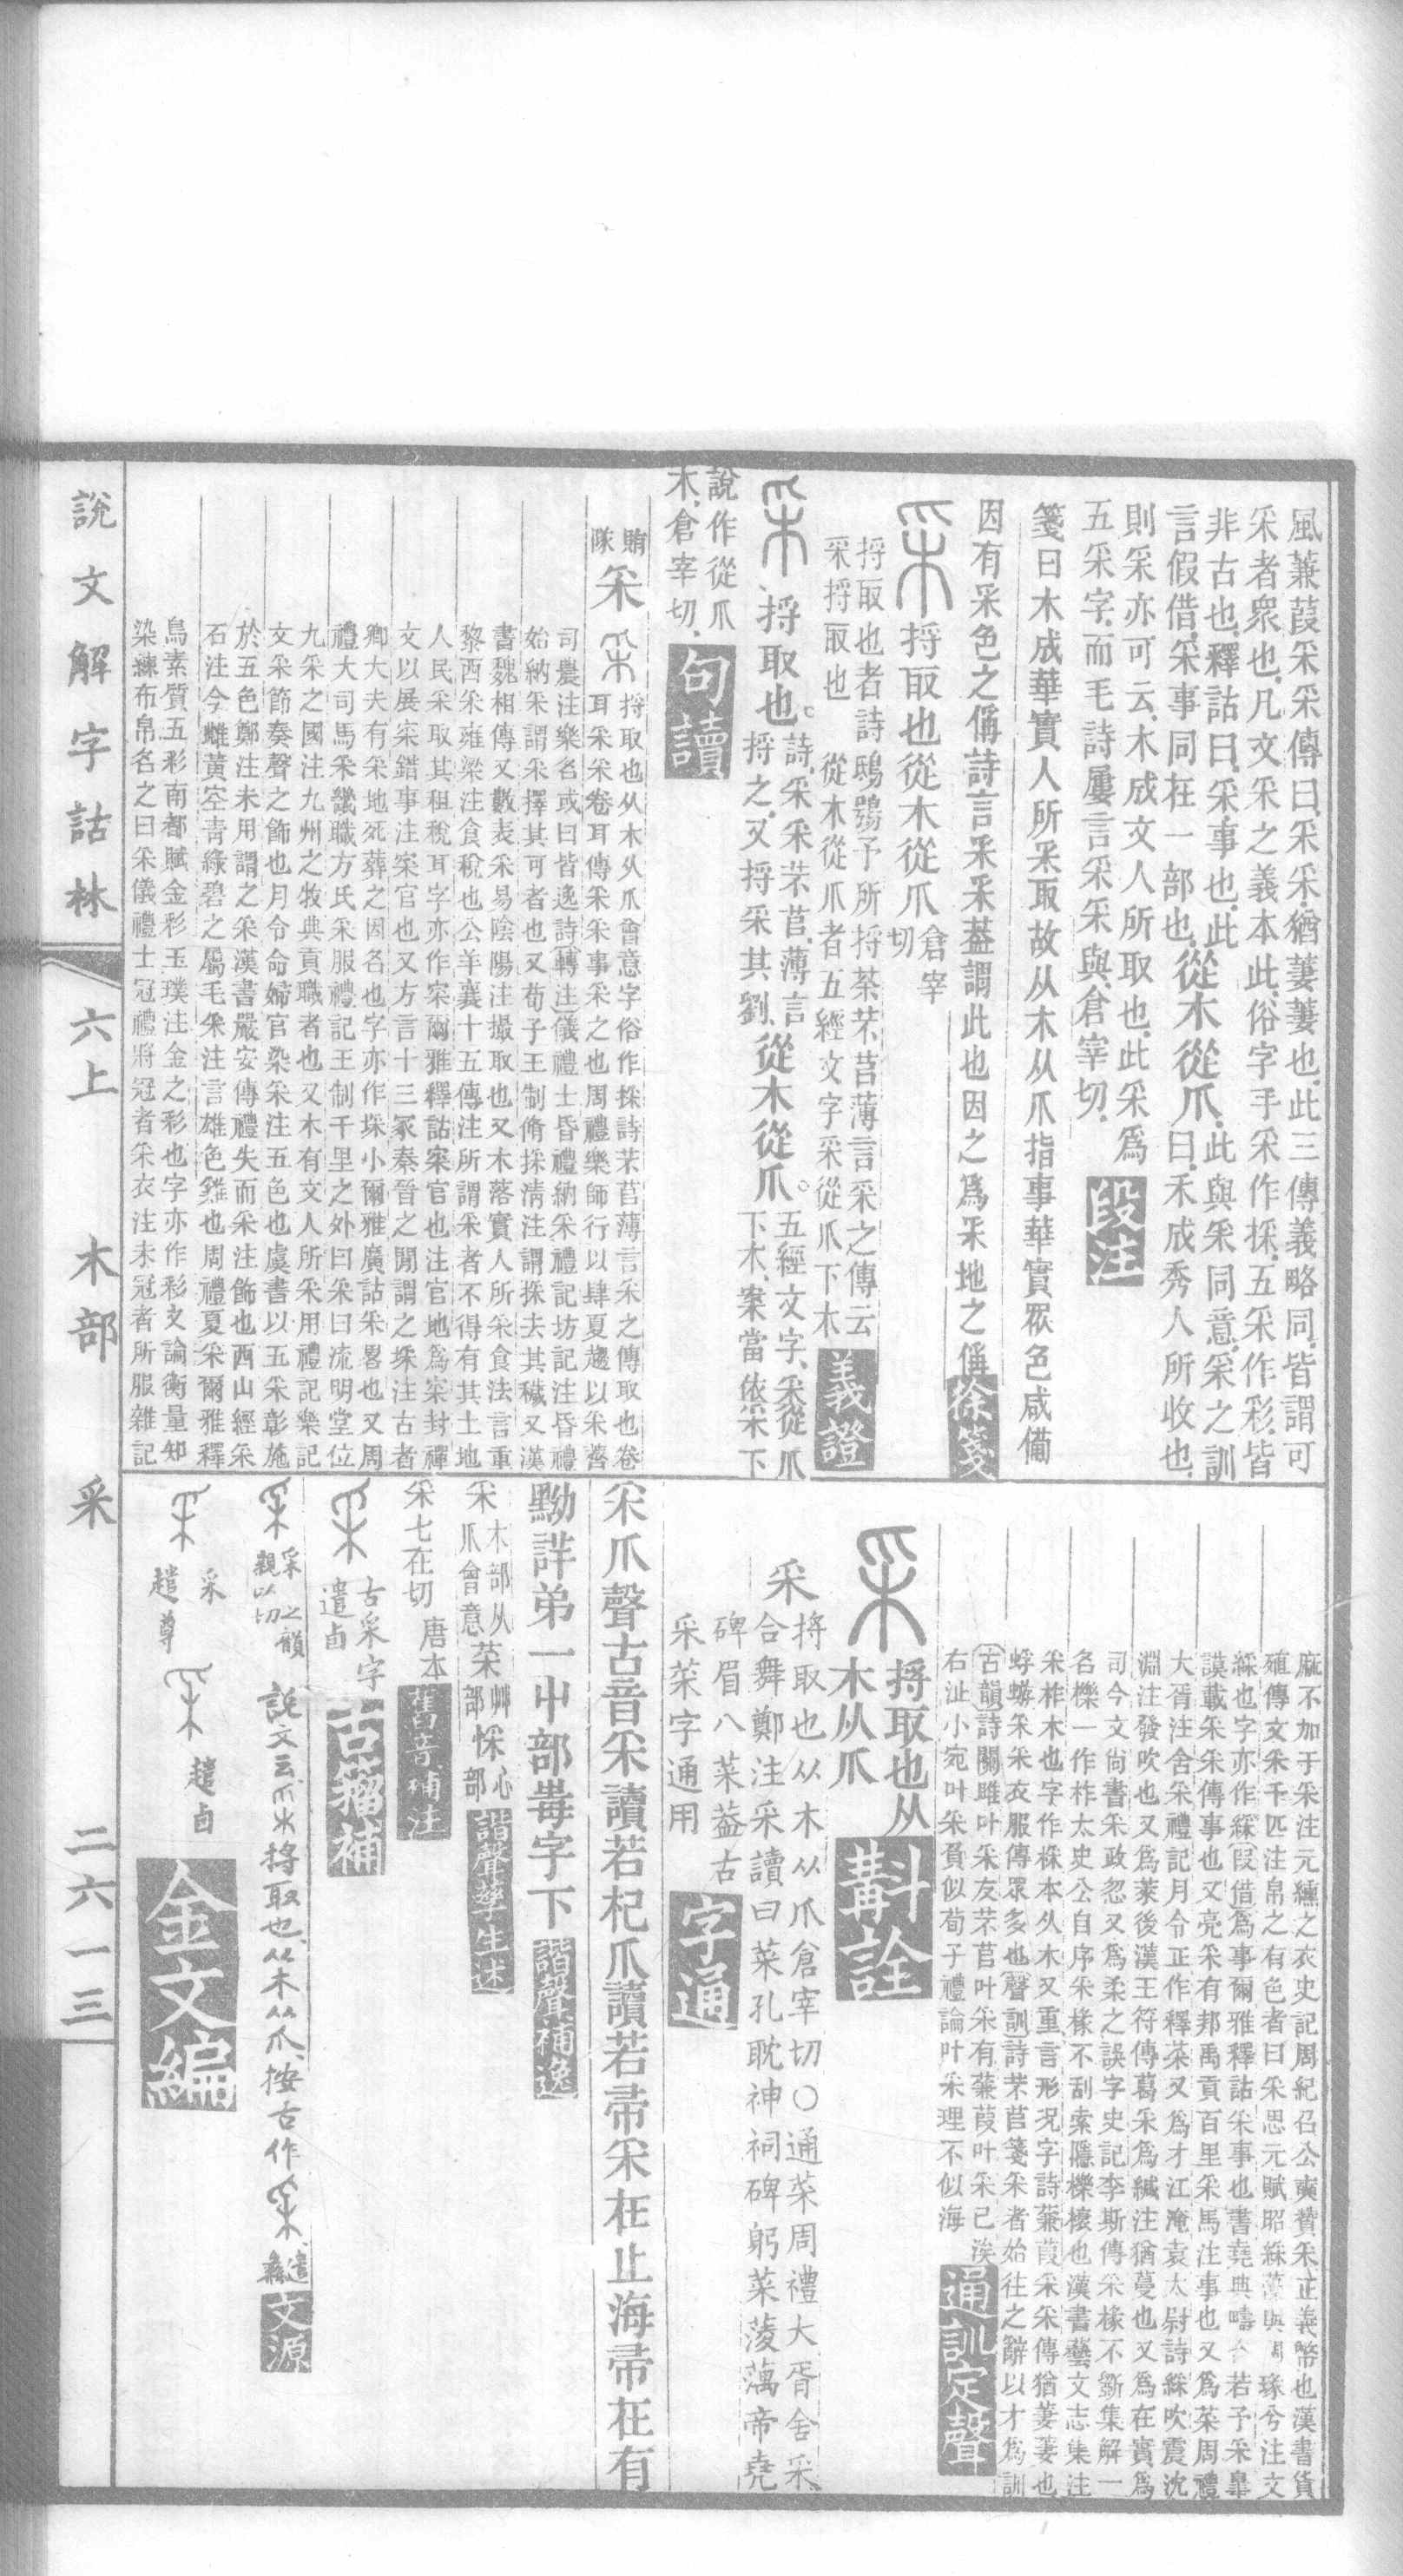 風蒹葭采采傳曰采采猶萋萋也此三傳義略同皆謂可
采者衆也凡文采之義本此俗字手采作採五采作彩皆
非古也釋詁曰采事也此
言假借采事同在一部也從木從爪此與采同意采之訓
曰禾成秀人所收也
則采亦可云木成文人所取也此采爲
五采字而毛詩屢言采采與倉宰切
段注
箋曰木成華實人所采取故从木从爪指事華實眾色咸備
因有采色之偁詩言采采葢謂此也因之爲采地之偁
徐箋
采 捋取也從木從爪倉宰切
捋取也者詩鴟鴞予所捋荼芣苢薄言采之傳云
采捋取也 從木從爪者五經文字采從爪下木
義證
采 捋取也詩采采芣苢薄言
捋之又捋采其劉從木從爪五經文字采從爪
下木案當依木下
說作從爪
木倉宰切
句讀
采 捋取也从木从爪會意字俗作採詩芣苢薄言采之傳取也卷
耳采采卷耳傳采采事采之也周禮樂師行以肆夏趨以采薺
司農注樂名或曰皆逸詩轉注儀禮士昏禮納采禮記坊記注昏禮
始納采謂采擇其可者也又荀子王制脩採清注謂採去其穢又漢
書魏相傳又數表采易陰陽注撮取也又木落實人所采食法言重
黎西采雍梁注食稅也公羊襄十五傳注所謂采者不得有其土地
人民采取其租稅耳字亦作寀爾雅釋詁寀官也注官地爲寀封禪
文以展寀錯事注寀官也又方言十三冢秦晉之閒謂之埰注古者
卿大夫有采地死葬之因名也字亦作埰小爾雅廣詁采畧也又周
禮大司馬采畿職方氏采服禮記王制千里之外曰采曰流明堂位
九采之國注九州之牧典貢職者也又木有文人所采用禮記樂記
文采節奏聲之飾也月令命婦官染采注五色也虞書以五采彰施
於五色鄭注未用謂之采漢書嚴安傳禮失而采注飾也西山經采
石注今雌黃空青綠碧之屬毛采注言雄色雜也周禮夏采爾雅釋
鳥素質五彩南都賦金彩玉璞注金之彩也字亦作彩文論衡量知
染練布帛名之曰采儀禮士冠禮將冠者采衣注未冠者所服雜記
麻不加于采注元纁之衣史記周紀召公奭贊采正義幣也漢書貨
殖傳文采千匹注帛之有色者曰采思元賦昭綵藻與琱琭兮注文
綵也字亦作綵叚借爲事爾雅釋詁采事也書堯典疇咨若予采皋
謨載采采傳事也又亮采有邦禹貢百里采馬注事也又爲菜周禮
大胥注舍采禮記月令正作釋菜又爲才江淹袁太尉詩綵吹震沈
淵注發吹也又爲萊後漢王符傳葛采爲緘注猶蔓也又爲在實爲
司今文尚書采政忽又爲柔之誤字史記李斯傳采椽不斲集解一
名櫟一作柞太史公自序采椽不刮索隱櫟榱也漢書藝文志集注
采柞木也字作棌本从木又重言形況字詩蒹葭采采傳猶萋萋也
蜉蝣采采衣服傳眾多也聲訓詩芣苢箋采者始往之辭以才爲訓
古韻詩關雎叶采友芣苢叶采有蒹葭叶采已涘
右沚小宛叶采負似荀子禮論叶采理不似海
通訓定聲
采 捋取也从
木从爪
斠詮
采 捋取也从木从爪倉宰切○通菜周禮大胥舍采
合舞鄭注采讀曰菜孔耽神祠碑躬菜蔆藕帝堯
碑眉八菜葢古
采菜字通用
字通
采爪聲古音采讀若杞爪讀若帚采在止海帚在有
黝詳弟一屮部毐字下
諧聲補逸
采 木部从
爪會意
菜艸部 悇心部
諧聲孳生述
采七在切 唐本
舊音補注
古采字
遣卣
古籀補
采 之韻
親以切 說文云采捋取也从木从爪按古作 遣彝
文源
采 趞尊 趞卣
金文編
說文解字詁林 六上 木部 采 二六一三